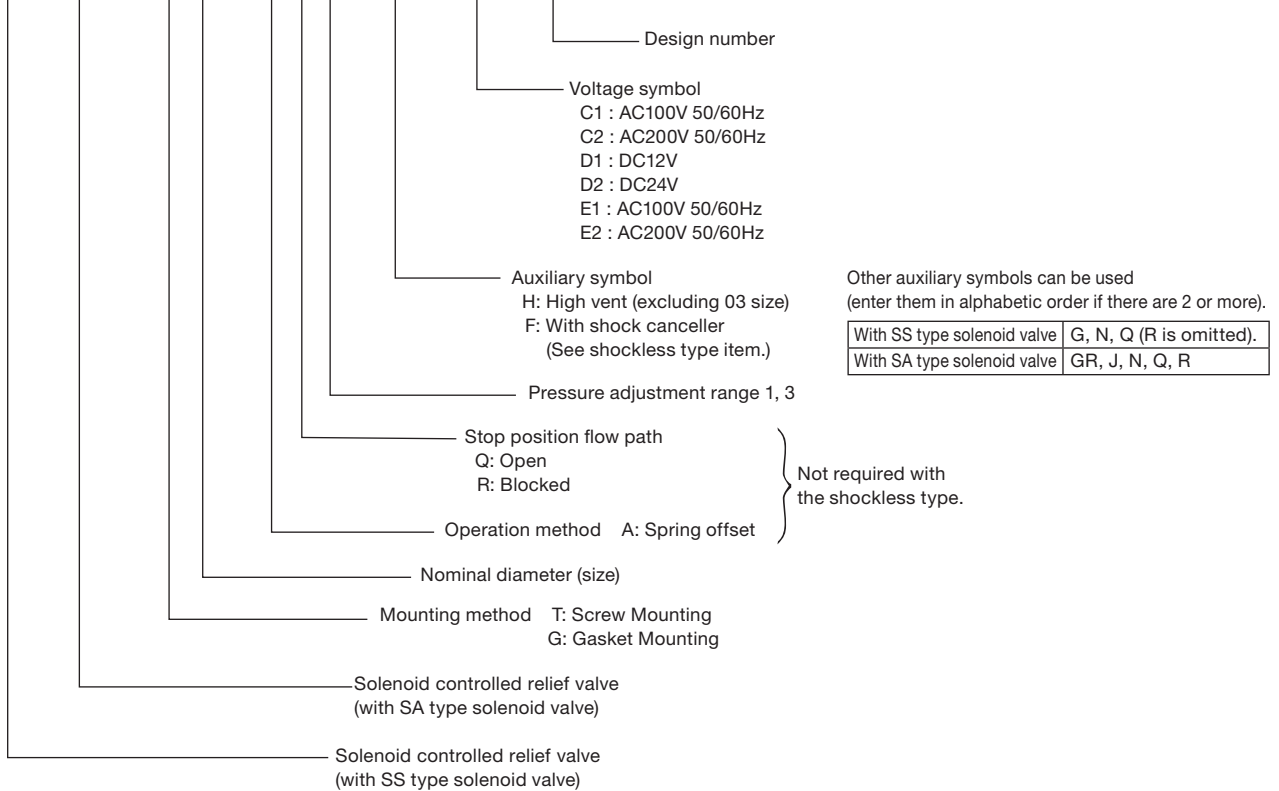 Design number
Voltage symbol
C1 : AC100V 50/60Hz
C2 : AC200V 50/60Hz
D1 : DC12V
D2 : DC24V
E1 : AC100V 50/60Hz
E2 : AC200V 50/60Hz
Auxiliary symbol
H: High vent (excluding 03 size)
F: With shock canceller
(See shockless type item.)
Other auxiliary symbols can be used
(enter them in alphabetic order if there are 2 or more).
With SS type solenoid valve G, N, Q (R is omitted).
With SA type solenoid valve GR, J, N, Q, R
Pressure adjustment range 1, 3
Stop position flow path
Q: Open
R: Blocked
Not required with
the shockless type.
Operation method A: Spring offset
Nominal diameter (size)
Mounting method T: Screw Mounting
G: Gasket Mounting
Solenoid controlled relief valve
(with SA type solenoid valve)
Solenoid controlled relief valve
(with SS type solenoid valve)